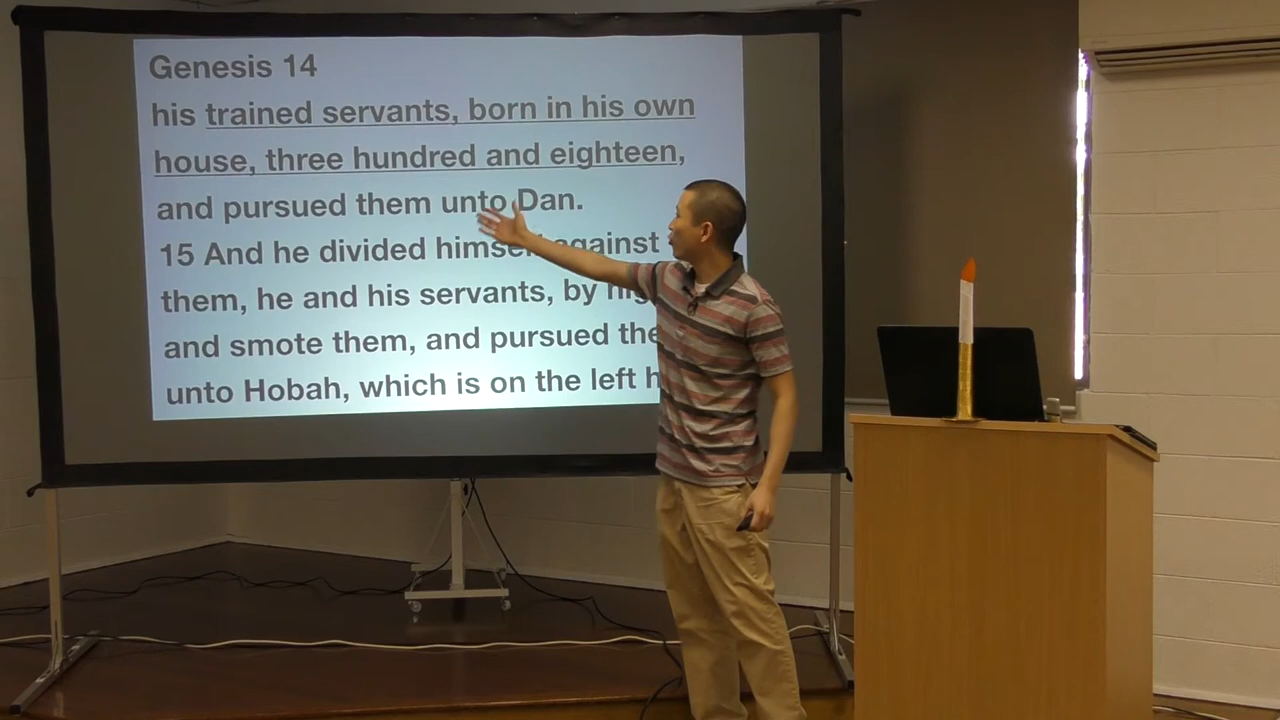 Genesis 14
his trained servants, born in his own
house, three hundred and eighteen,
and pursued them unto Dan.
15 And he divided himself against
them, he and his servants, by
and smote them, and pursued
unto Hobah, which is on the left